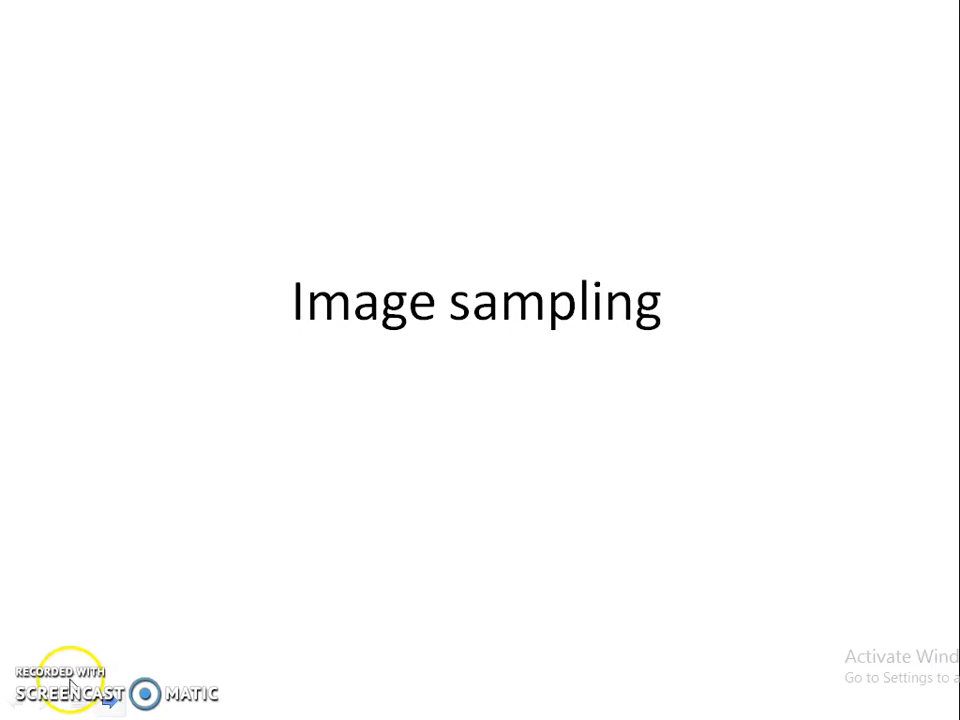 Image sampling
RECORDED WITH
SCREENCAST MATIC
Activate Wind
Go to Settings to a